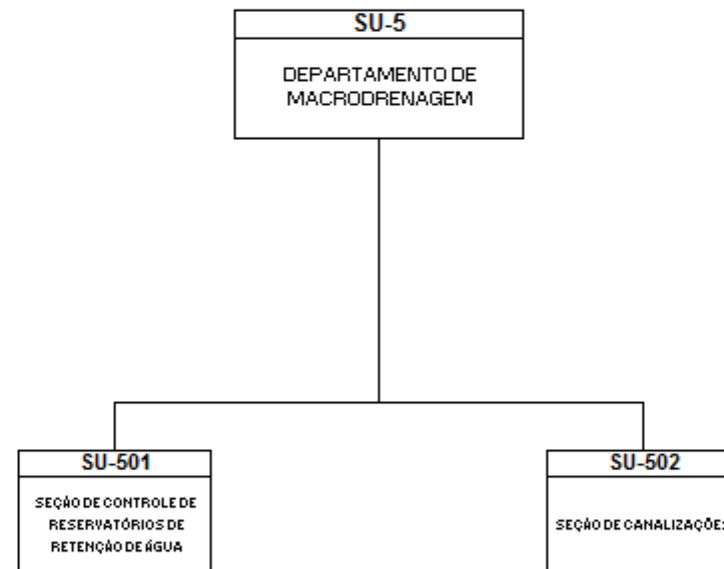 SU-5
DEPARTAMENTO DE
MACRODRENAGEM
SU-501
SEÇÃO DE CONTROLE DE
RESERVATÓRIOS DE
RETENÇÃO DE ÁGUA
SU-502
SEÇÃO DE CANALIZAÇÕES